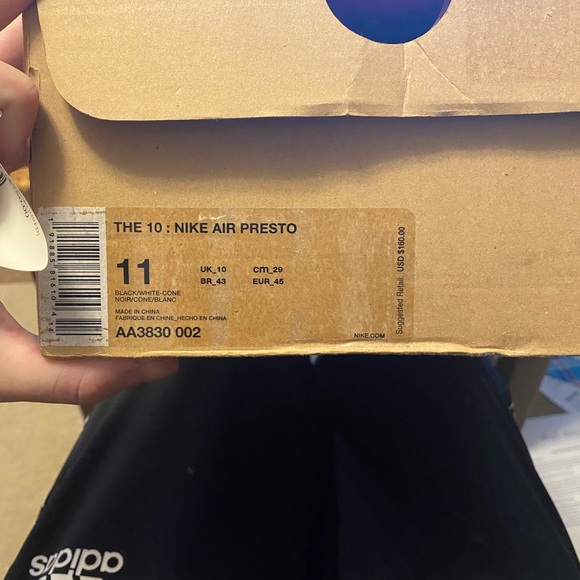 THE 10 : NIKE AIR PRESTO
11
UK_10
cm_29
BR_43
EUR_45
BLACK/WHITE-CONE
NOIR/CONE/BLANC
MADE IN CHINA
FABRIQUE EN CHINE_HECHO EN CHINA
AA3830 002
NIKE.COM
Suggested Retail: USD $160.00
adidas